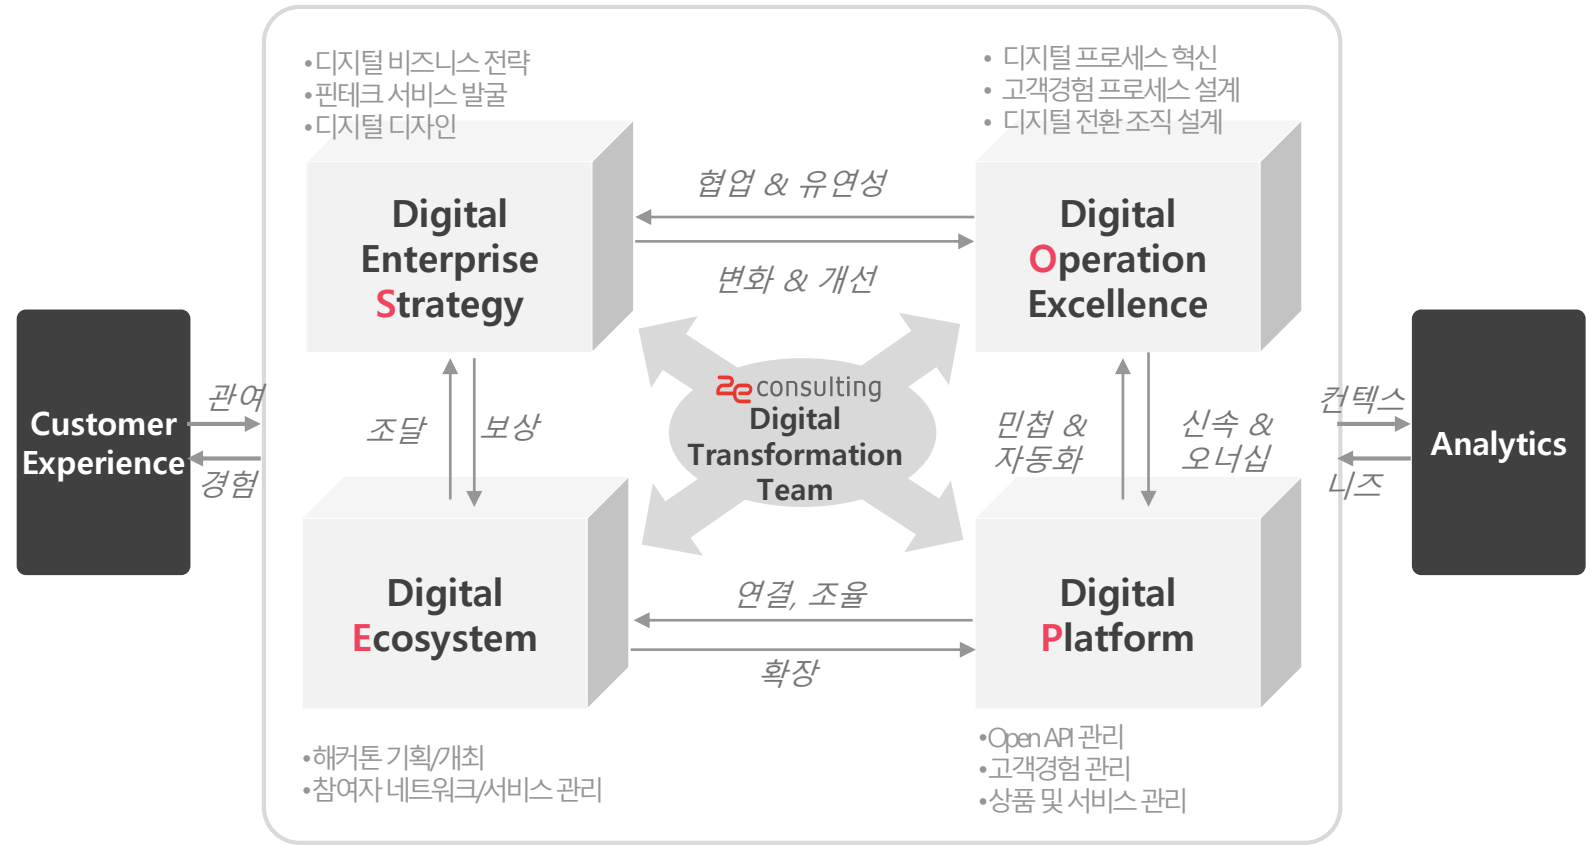 •디지털 비즈니스 전략
•핀테크 서비스 발굴
•디지털 디자인
• 디지털 프로세스 혁신
• 고객경험 프로세스 설계
• 디지털 전환 조직 설계
Digital
Enterprise
Strategy
협업 & 유연성
변화 & 개선
Digital
Operation
Excellence
Customer
Experience
관여
경험
조달
보상
2e consulting
Digital
Transformation
Team
민첩 &
자동화
신속 &
오너십
컨텍스
니즈
Analytics
Digital
Ecosystem
연결, 조율
확장
Digital
Platform
•해커톤 기획/개최
•참여자 네트워크/서비스 관리
•Open API 관리
•고객경험 관리
•상품 및 서비스 관리